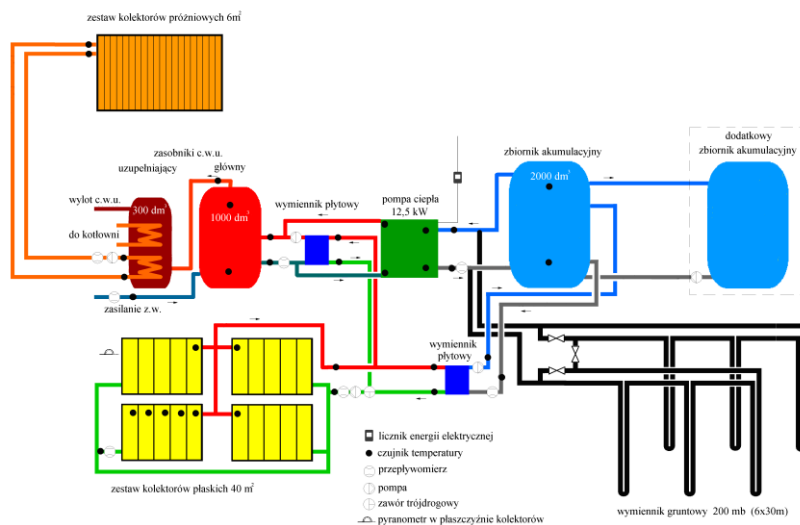 zestaw kolektorów próżniowych 6m²
dodatkowy
zbiornik akumulacyjny
zasobniki c.w.u.
uzupełniający
główny
zbiornik akumulacyjny
wylot c.w.u.
300 dm³
1000 dm³
wymiennik płytowy
pompa ciepła
12,5 kW
2000 dm³
do kotłowni
zasilanie z.w.
wymiennik
płytowy
licznik energii elektrycznej
czujnik temperatury
przepływomierz
pompa
zawór trójdrogowy
pyranometr w płaszczyźnie kolektorów
zestaw kolektorów płaskich 40 m²
wymiennik gruntowy 200 mb (6x30m)